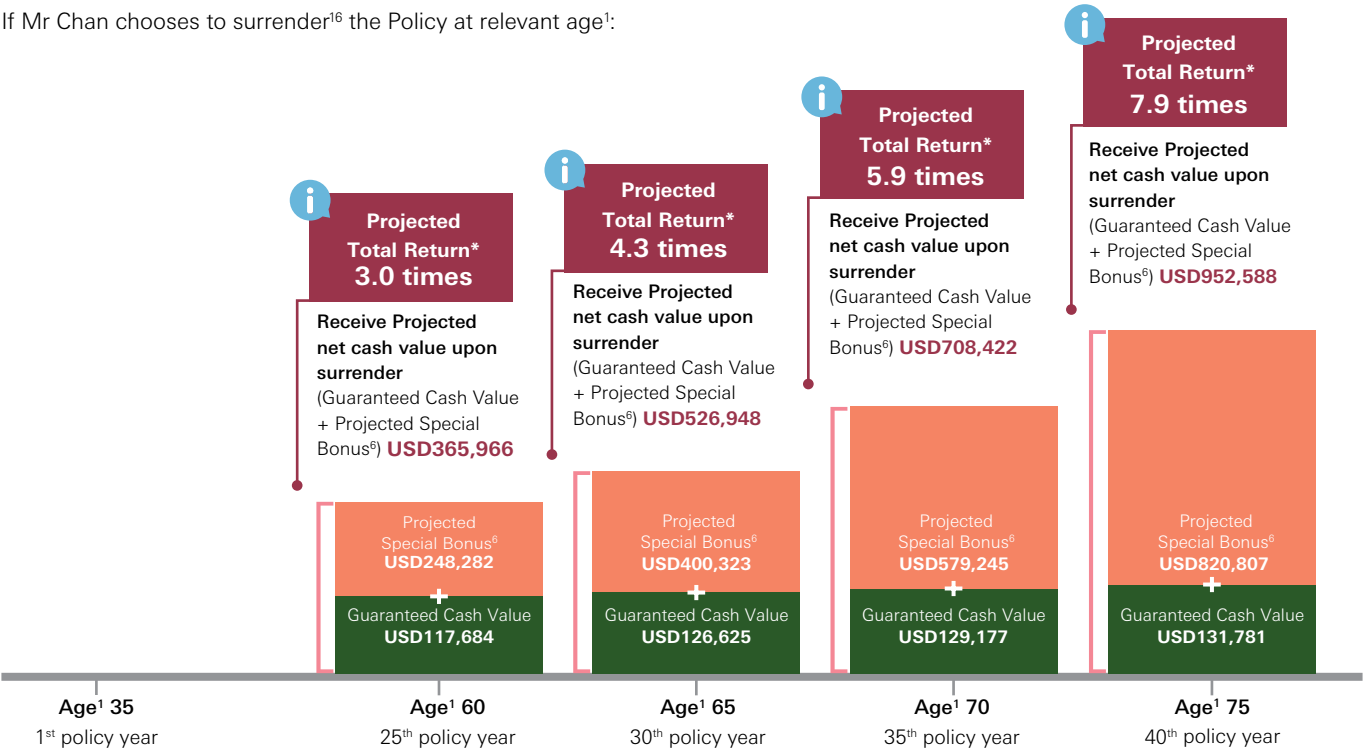 If Mr Chan chooses to surrender¹⁶ the Policy at relevant age¹:
Projected
Total Return*
3.0 times
Receive Projected
net cash value upon
surrender
(Guaranteed Cash Value
+ Projected Special
Bonus⁶) USD365,966
Projected
Special Bonus⁶
USD248,282
+
Guaranteed Cash Value
USD117,684
Projected
Total Return*
4.3 times
Receive Projected
net cash value upon
surrender
(Guaranteed Cash Value
+ Projected Special
Bonus⁶) USD526,948
Projected
Special Bonus⁶
USD400,323
+
Guaranteed Cash Value
USD126,625
Projected
Total Return*
5.9 times
Receive Projected
net cash value upon
surrender
(Guaranteed Cash Value
+ Projected Special
Bonus⁶) USD708,422
Projected
Special Bonus⁶
USD579,245
+
Guaranteed Cash Value
USD129,177
Projected
Total Return*
7.9 times
Receive Projected
net cash value upon
surrender
(Guaranteed Cash Value
+ Projected Special
Bonus⁶) USD952,588
Projected
Special Bonus⁶
USD820,807
+
Guaranteed Cash Value
USD131,781
Age¹ 35
1ˢᵗ policy year
Age¹ 60
25ᵗʰ policy year
Age¹ 65
30ᵗʰ policy year
Age¹ 70
35ᵗʰ policy year
Age¹ 75
40ᵗʰ policy year